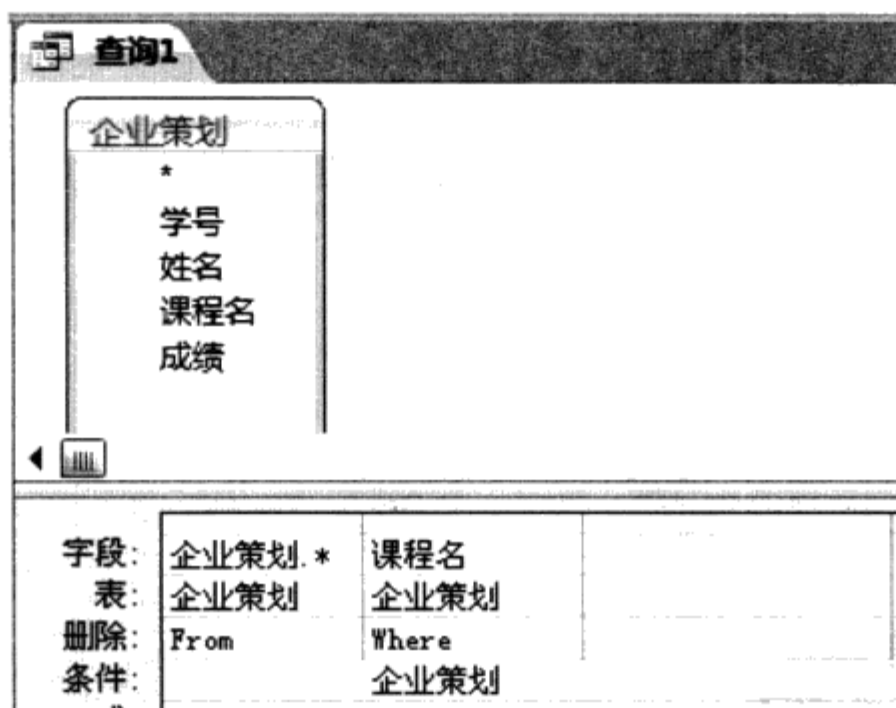 查询1
企业策划
*
学号
姓名
课程名
成绩
字段: 企业策划.* 课程名
表: 企业策划 企业策划
删除: From Where
条件: 企业策划